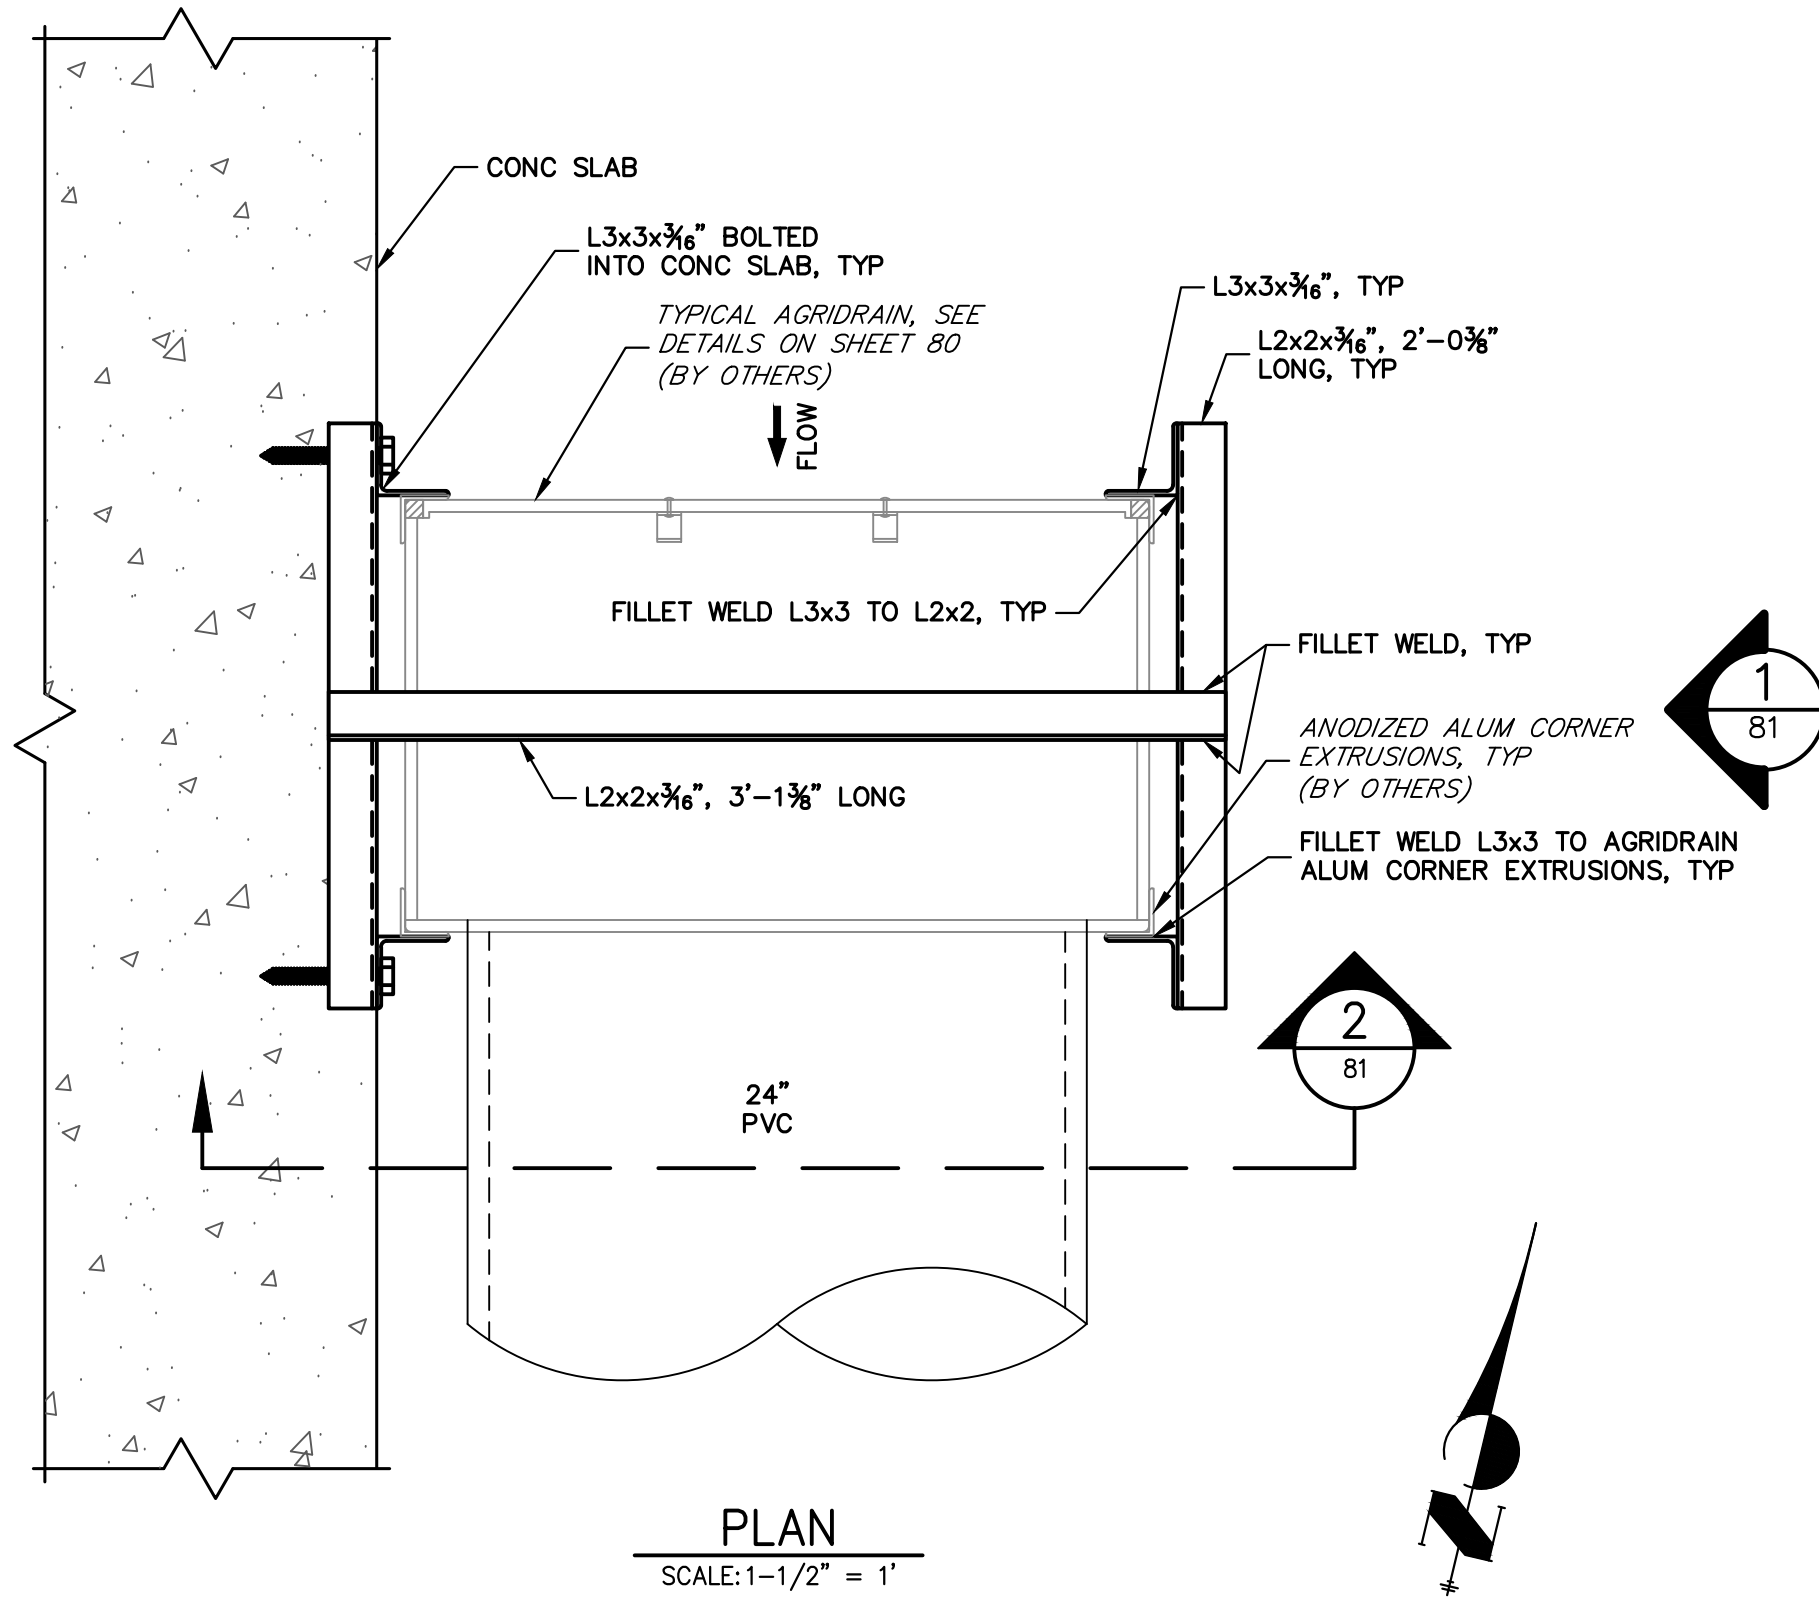 CONC SLAB
L3x3x3/16" BOLTED
INTO CONC SLAB, TYP
TYPICAL AGRIDRAIN, SEE
DETAILS ON SHEET 80
(BY OTHERS)
FLOW
L3x3x3/16", TYP
L2x2x3/16", 2'-0 3/8"
LONG, TYP
FILLET WELD L3x3 TO L2x2, TYP
FILLET WELD, TYP
1
81
ANODIZED ALUM CORNER
EXTRUSIONS, TYP
(BY OTHERS)
L2x2x3/16", 3'-1 3/8" LONG
FILLET WELD L3x3 TO AGRIDRAIN
ALUM CORNER EXTRUSIONS, TYP
2
81
24"
PVC
N
PLAN
SCALE: 1-1/2" = 1'